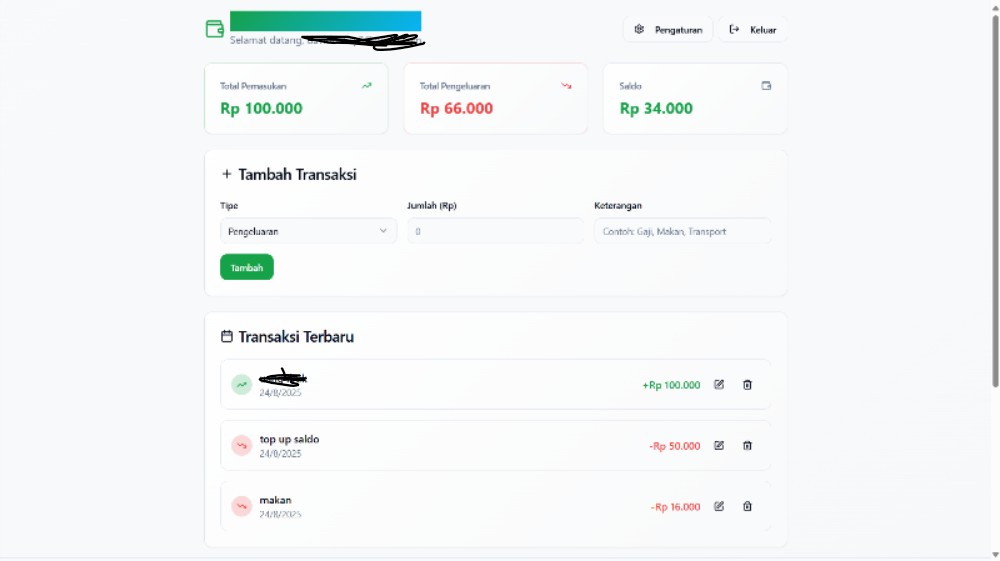 Selamat datang,
Pengaturan
Keluar
Total Pemasukan
Rp 100.000
Total Pengeluaran
Rp 66.000
Saldo
Rp 34.000
+ Tambah Transaksi
Tipe
Jumlah (Rp)
Keterangan
Pengeluaran
0
Contoh: Gaji, Makan, Transport
Tambah
Transaksi Terbaru
24/8/2025
+Rp 100.000
top up saldo
24/8/2025
-Rp 50.000
makan
24/8/2025
-Rp 16.000